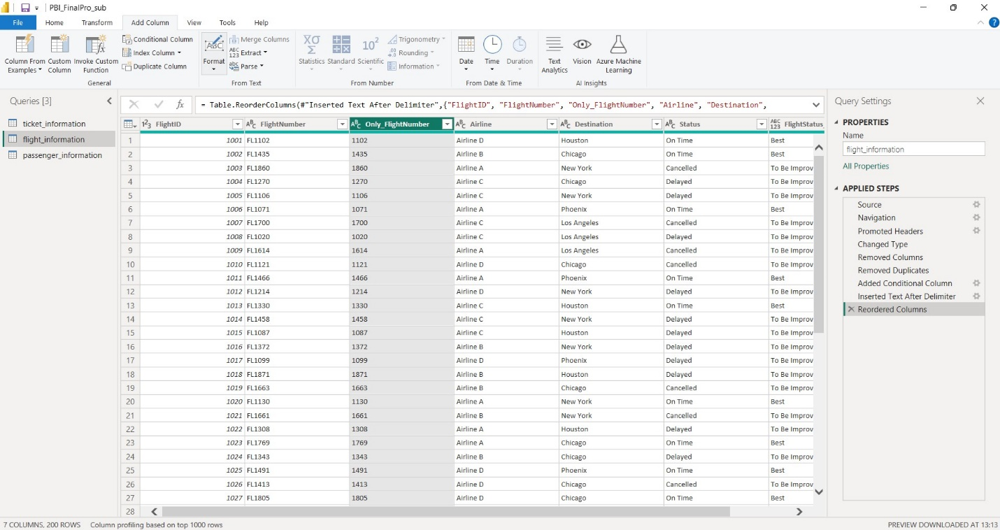 PBI_FinalPro_sub
File Home Transform Add Column View Tools Help
Column From Examples
Custom Column
Invoke Custom Function
Conditional Column
Index Column
Duplicate Column
General
Format
Merge Columns
Extract
Parse
From Text
Statistics
Standard
Scientific
Trigonometry
Rounding
Information
From Number
Date
Time
Duration
From Date & Time
Text Analytics
Vision
Azure Machine Learning
AI Insights
Queries [3]
ticket_information
flight_information
passenger_information
= Table.ReorderColumns(#"Inserted Text After Delimiter",{"FlightID", "FlightNumber", "Only_FlightNumber", "Airline", "Destination",
FlightID FlightNumber Only_FlightNumber Airline Destination Status FlightStatus
1 1001 FL1102 1102 Airline D Houston On Time Best
2 1002 FL1435 1435 Airline B Chicago On Time Best
3 1003 FL1860 1860 Airline A New York Cancelled To Be Improv
4 1004 FL1270 1270 Airline C Chicago Delayed To Be Improv
5 1005 FL1106 1106 Airline C New York Delayed To Be Improv
6 1006 FL1071 1071 Airline A Phoenix On Time Best
7 1007 FL1700 1700 Airline C Los Angeles Cancelled To Be Improv
8 1008 FL1020 1020 Airline C Los Angeles Delayed To Be Improv
9 1009 FL1614 1614 Airline A Los Angeles Cancelled To Be Improv
10 1010 FL1121 1121 Airline D Chicago Cancelled To Be Improv
11 1011 FL1466 1466 Airline A Phoenix On Time Best
12 1012 FL1214 1214 Airline D New York Delayed To Be Improv
13 1013 FL1330 1330 Airline C Houston On Time Best
14 1014 FL1458 1458 Airline C New York Delayed To Be Improv
15 1015 FL1087 1087 Airline C Houston Delayed To Be Improv
16 1016 FL1372 1372 Airline B New York Delayed To Be Improv
17 1017 FL1099 1099 Airline D Phoenix Delayed To Be Improv
18 1018 FL1871 1871 Airline B Houston Delayed To Be Improv
19 1019 FL1663 1663 Airline B Chicago Cancelled To Be Improv
20 1020 FL1130 1130 Airline A New York On Time Best
21 1021 FL1661 1661 Airline B New York Cancelled To Be Improv
22 1022 FL1308 1308 Airline A Houston Delayed To Be Improv
23 1023 FL1769 1769 Airline A Chicago On Time Best
24 1024 FL1343 1343 Airline B Chicago Delayed To Be Improv
25 1025 FL1491 1491 Airline D Phoenix On Time Best
26 1026 FL1413 1413 Airline D Chicago Cancelled To Be Improv
27 1027 FL1805 1805 Airline D Chicago On Time Best
28
Query Settings
PROPERTIES
Name
flight_information
All Properties
APPLIED STEPS
Source
Navigation
Promoted Headers
Changed Type
Removed Columns
Removed Duplicates
Added Conditional Column
Inserted Text After Delimiter
Reordered Columns
7 COLUMNS, 200 ROWS Column profiling based on top 1000 rows
PREVIEW DOWNLOADED AT 13:13